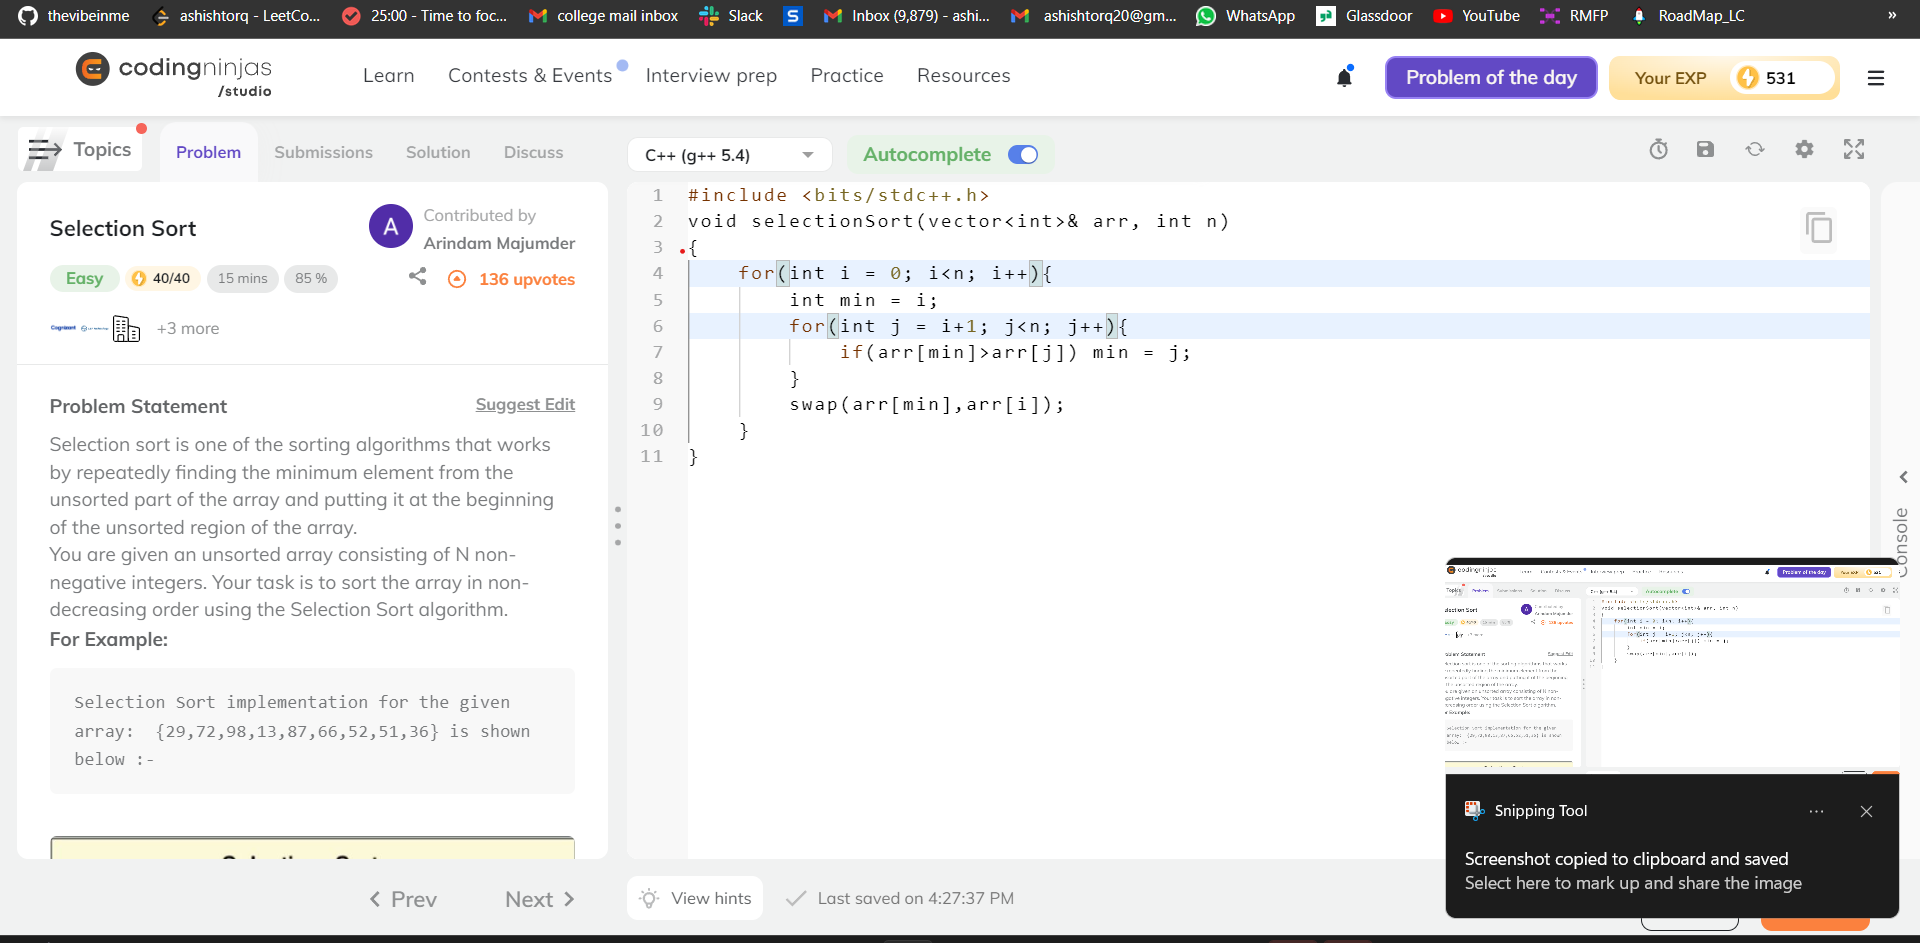 thevibeinme
ashishtorq - LeetCo...
25:00 - Time to foc...
college mail inbox
Slack
S
Inbox (9,879) - ashi...
ashishtorq20@gm...
WhatsApp
Glassdoor
YouTube
RMFP
RoadMap_LC
»
codingninjas
/studio
Learn
Contests & Events
Interview prep
Practice
Resources
Problem of the day
Your EXP
531
Topics
Problem
Submissions
Solution
Discuss
C++ (g++ 5.4)
Autocomplete
Selection Sort
A
Contributed by
Arindam Majumder
Easy
40/40
15 mins
85 %
136 upvotes
Cognizant
+3 more
Problem Statement
Suggest Edit
Selection sort is one of the sorting algorithms that works
by repeatedly finding the minimum element from the
unsorted part of the array and putting it at the beginning
of the unsorted region of the array.
You are given an unsorted array consisting of N non-
negative integers. Your task is to sort the array in non-
decreasing order using the Selection Sort algorithm.
For Example:
Selection Sort implementation for the given
array:  {29,72,98,13,87,66,52,51,36} is shown
below :-
Prev
Next
1 #include <bits/stdc++.h>
2 void selectionSort(vector<int>& arr, int n)
3 {
4     for(int i = 0; i<n; i++){
5         int min = i;
6         for(int j = i+1; j<n; j++){
7             if(arr[min]>arr[j]) min = j;
8         }
9         swap(arr[min],arr[i]);
10     }
11 }
Console
View hints
Last saved on 4:27:37 PM
Snipping Tool
Screenshot copied to clipboard and saved
Select here to mark up and share the image